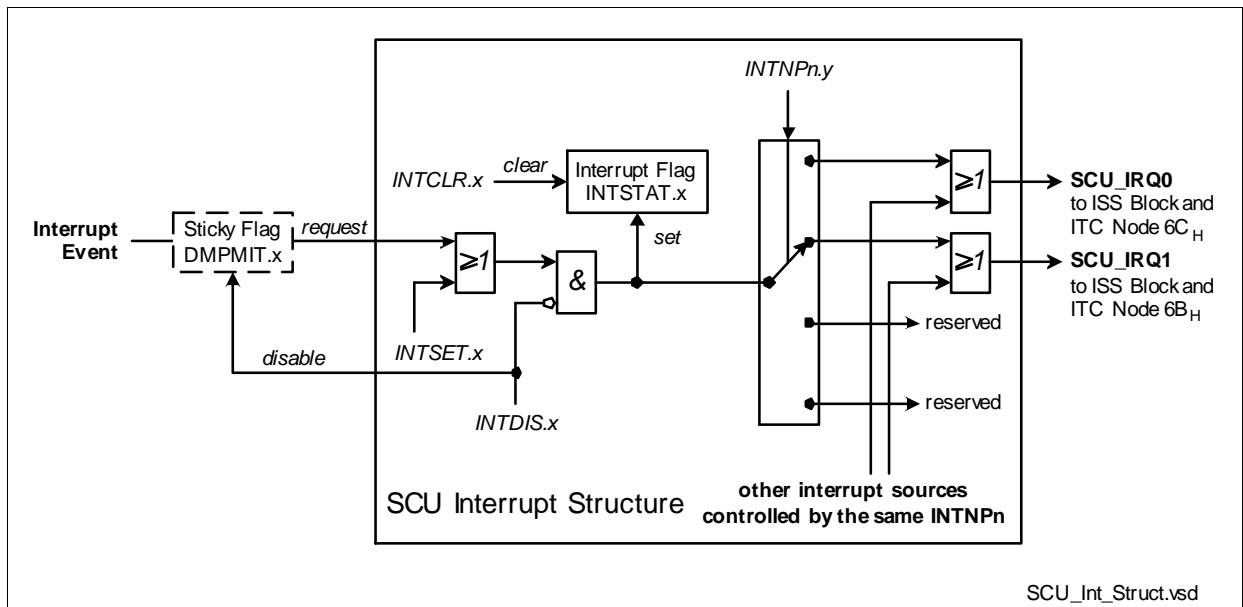 INTNPn.y
INTCLR.x
clear
Interrupt Flag
INTSTAT.x
≥1
SCU_IRQ0
to ISS Block and
ITC Node 6CH
Interrupt
Event
Sticky Flag
DMPMIT.x
request
set
≥1
&
≥1
SCU_IRQ1
to ISS Block and
ITC Node 6BH
reserved
disable
INTSET.x
reserved
INTDIS.x
SCU Interrupt Structure
other interrupt sources
controlled by the same INTNPn
SCU_Int_Struct.vsd